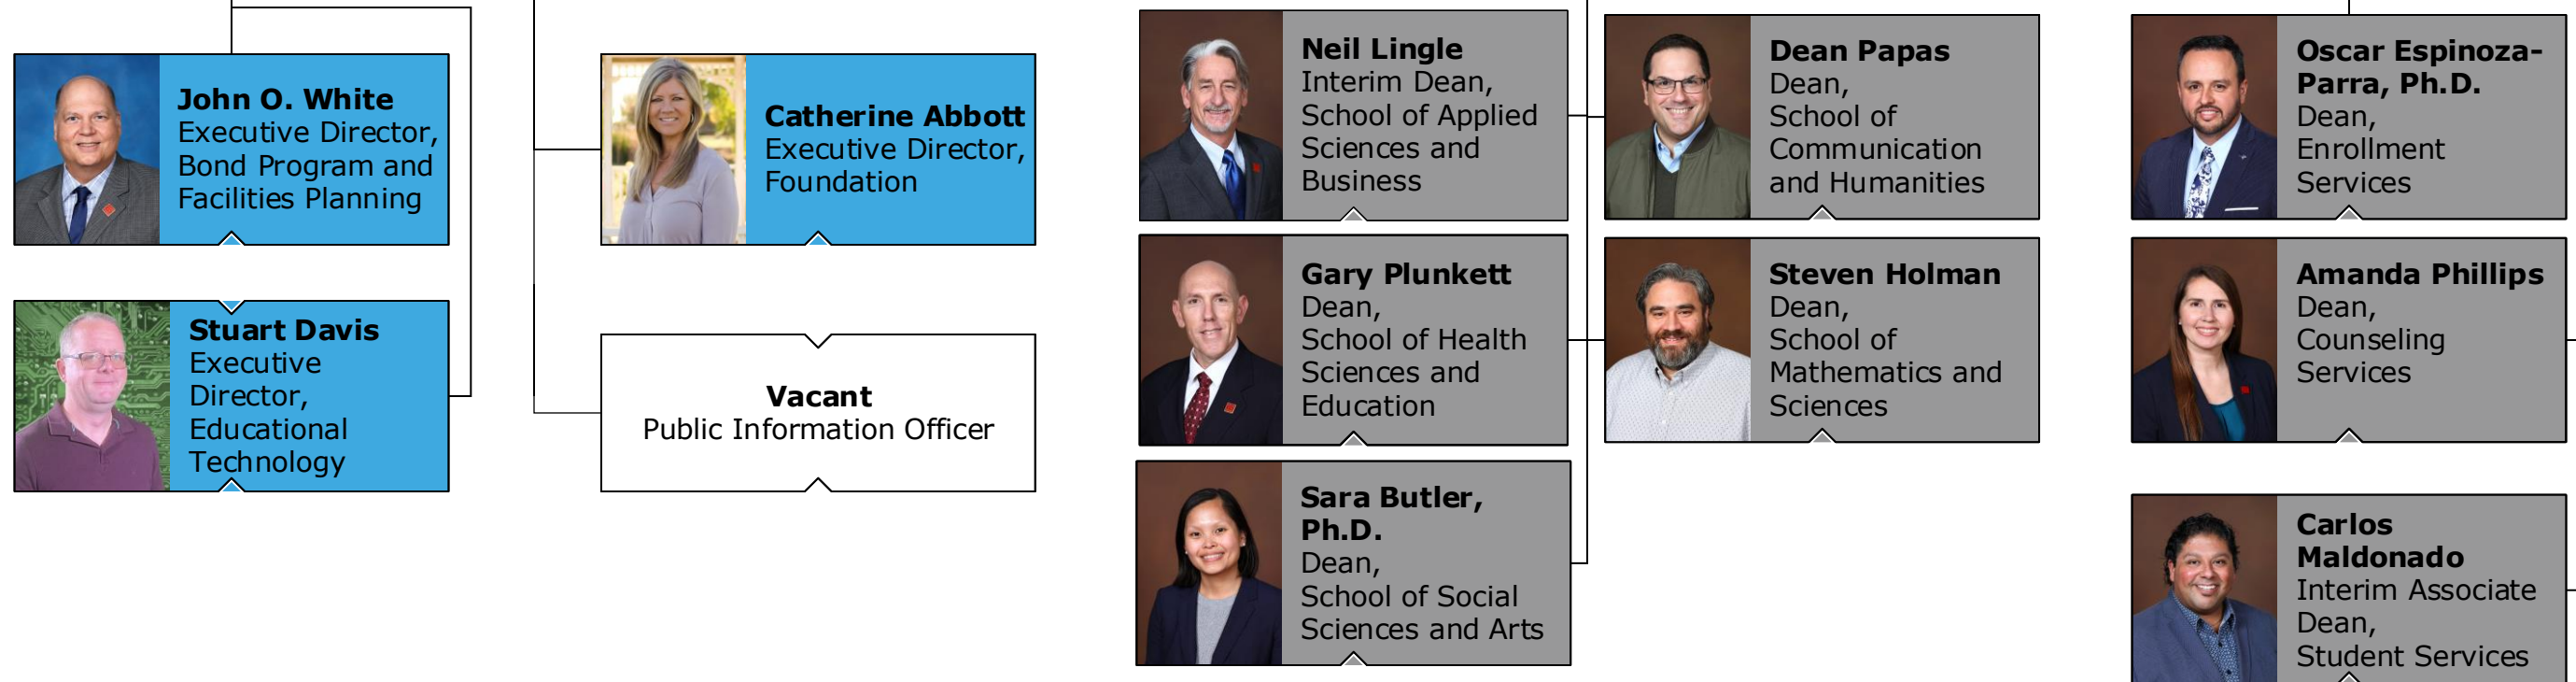 John O. White
Executive Director,
Bond Program and
Facilities Planning
Stuart Davis
Executive
Director,
Educational
Technology
Catherine Abbott
Executive Director,
Foundation
Vacant
Public Information Officer
Neil Lingle
Interim Dean,
School of Applied
Sciences and
Business
Gary Plunkett
Dean,
School of Health
Sciences and
Education
Sara Butler,
Ph.D.
Dean,
School of Social
Sciences and Arts
Dean Papas
Dean,
School of
Communication
and Humanities
Steven Holman
Dean,
School of
Mathematics and
Sciences
Oscar Espinoza-
Parra, Ph.D.
Dean,
Enrollment
Services
Amanda Phillips
Dean,
Counseling
Services
Carlos
Maldonado
Interim Associate
Dean,
Student Services